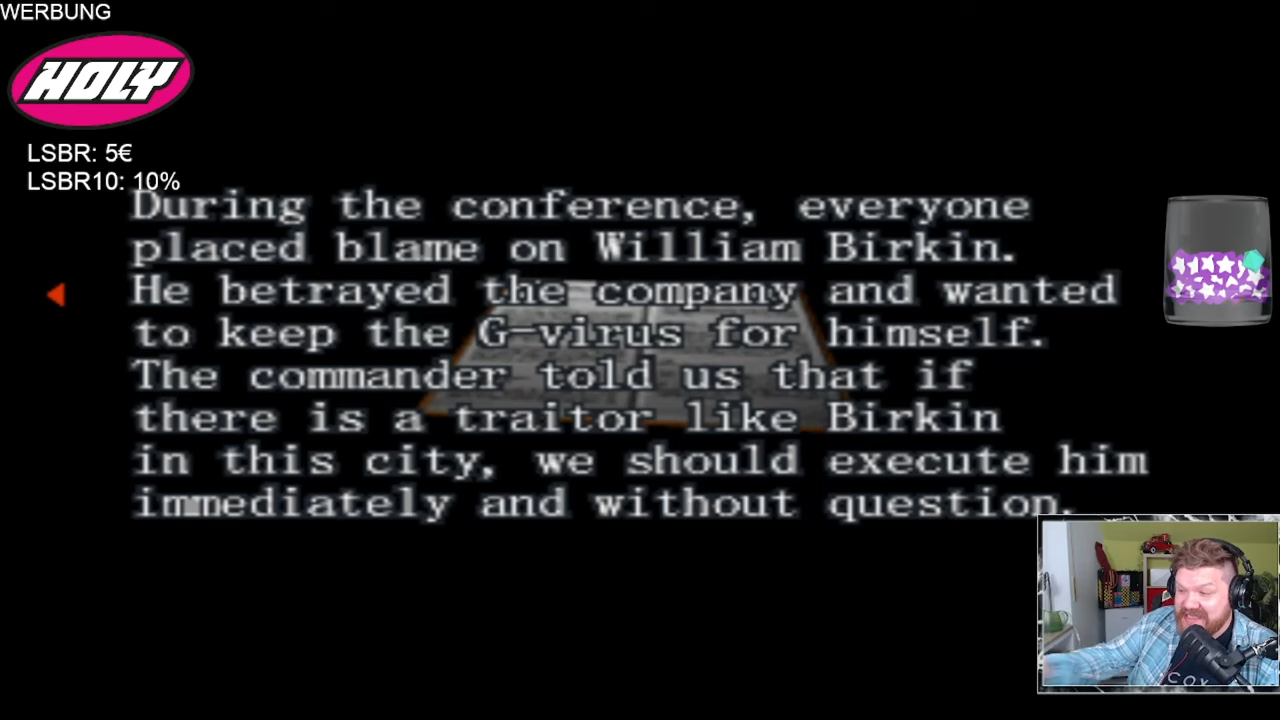 WERBUNG
HOLY
LSBR: 5€
LSBR10: 10%
During the conference, everyone
placed blame on William Birkin.
He betrayed the company and wanted
to keep the G-virus for himself.
The commander told us that if
there is a traitor like Birkin
in this city, we should execute him
immediately and without question.